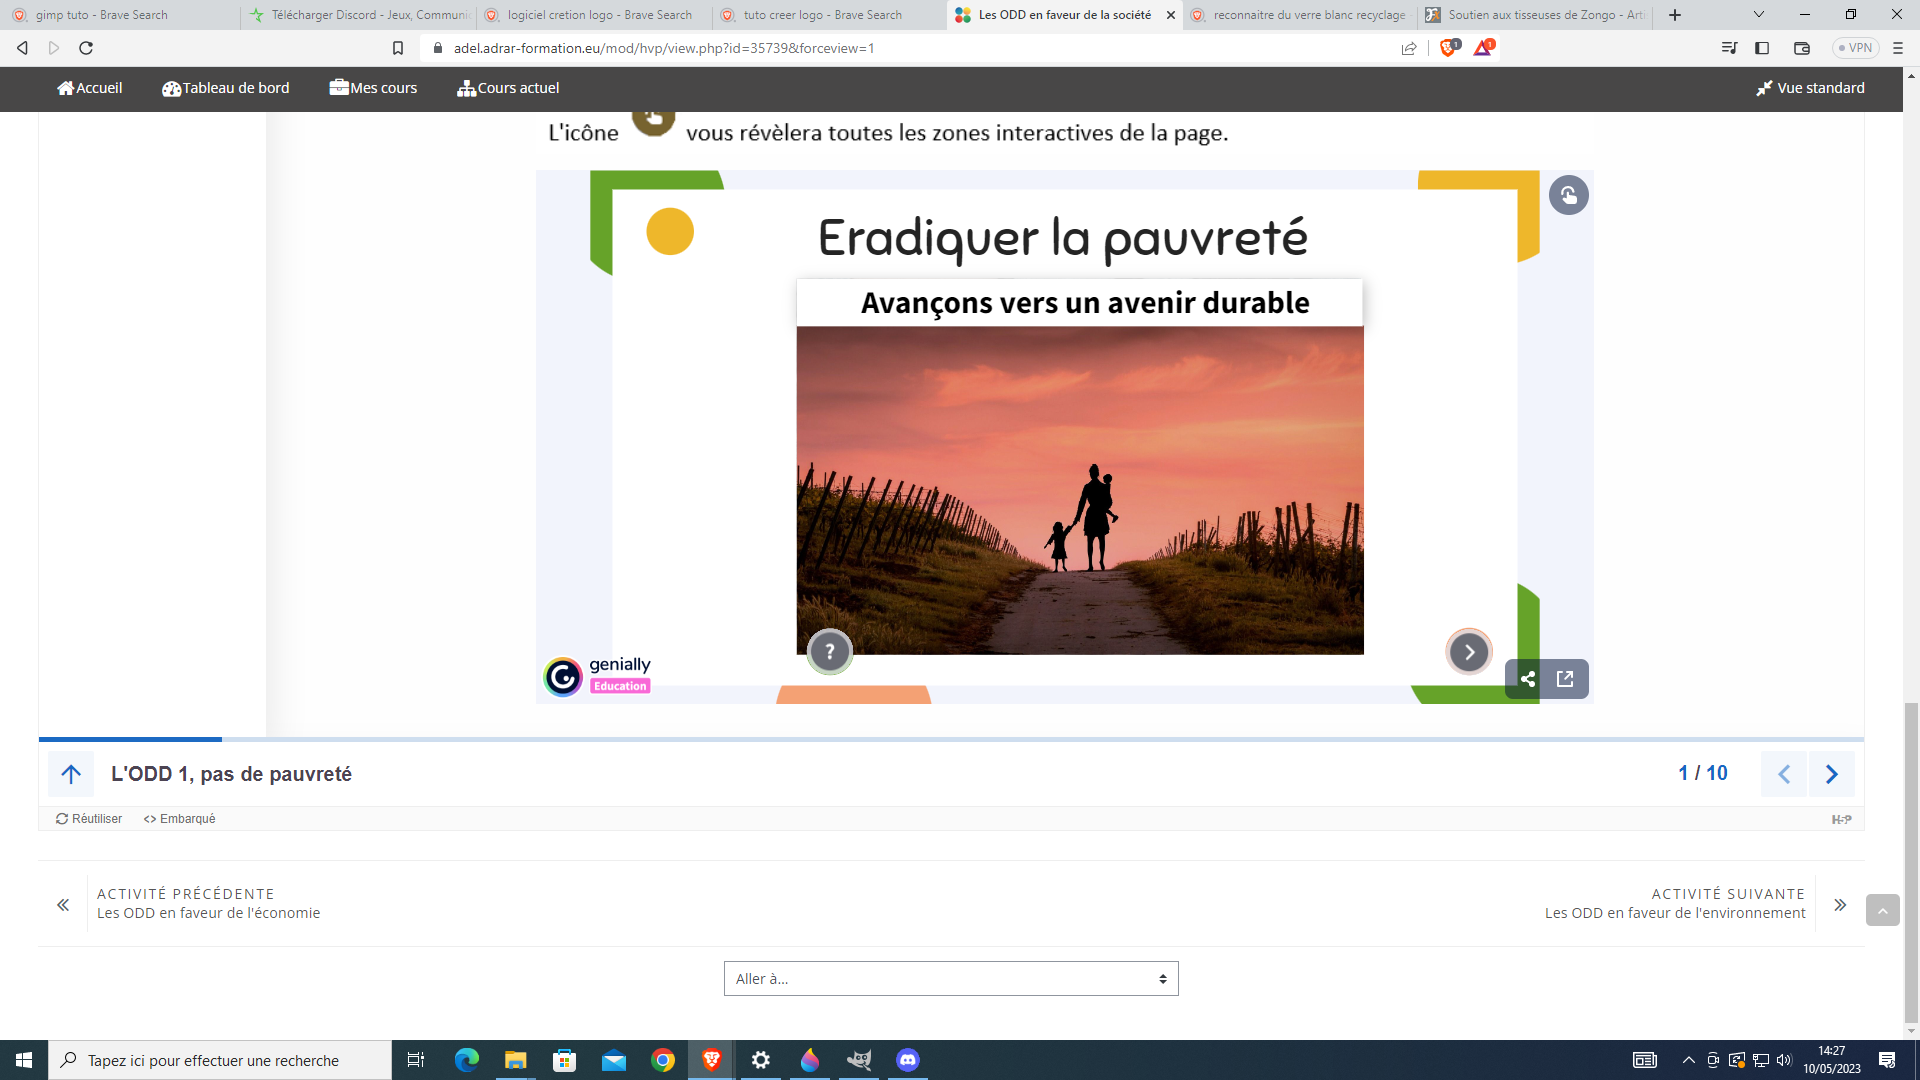 gimp tuto - Brave Search
Télécharger Discord - Jeux, Communi
logiciel cretion logo - Brave Search
tuto creer logo - Brave Search
Les ODD en faveur de la société
reconnaitre du verre blanc recyclage -
Soutien aux tisseuses de Zongo - Arti
adel.adrar-formation.eu/mod/hvp/view.php?id=35739&forceview=1
1
1
VPN
Accueil
Tableau de bord
Mes cours
Cours actuel
Vue standard
L'icône vous révèlera toutes les zones interactives de la page.
Eradiquer la pauvreté
Avançons vers un avenir durable
?
genially
Education
L'ODD 1, pas de pauvreté
1 / 10
Réutiliser
<> Embarqué
H-P
ACTIVITÉ PRÉCÉDENTE
Les ODD en faveur de l'économie
ACTIVITÉ SUIVANTE
Les ODD en faveur de l'environnement
Aller à...
Tapez ici pour effectuer une recherche
14:27
10/05/2023